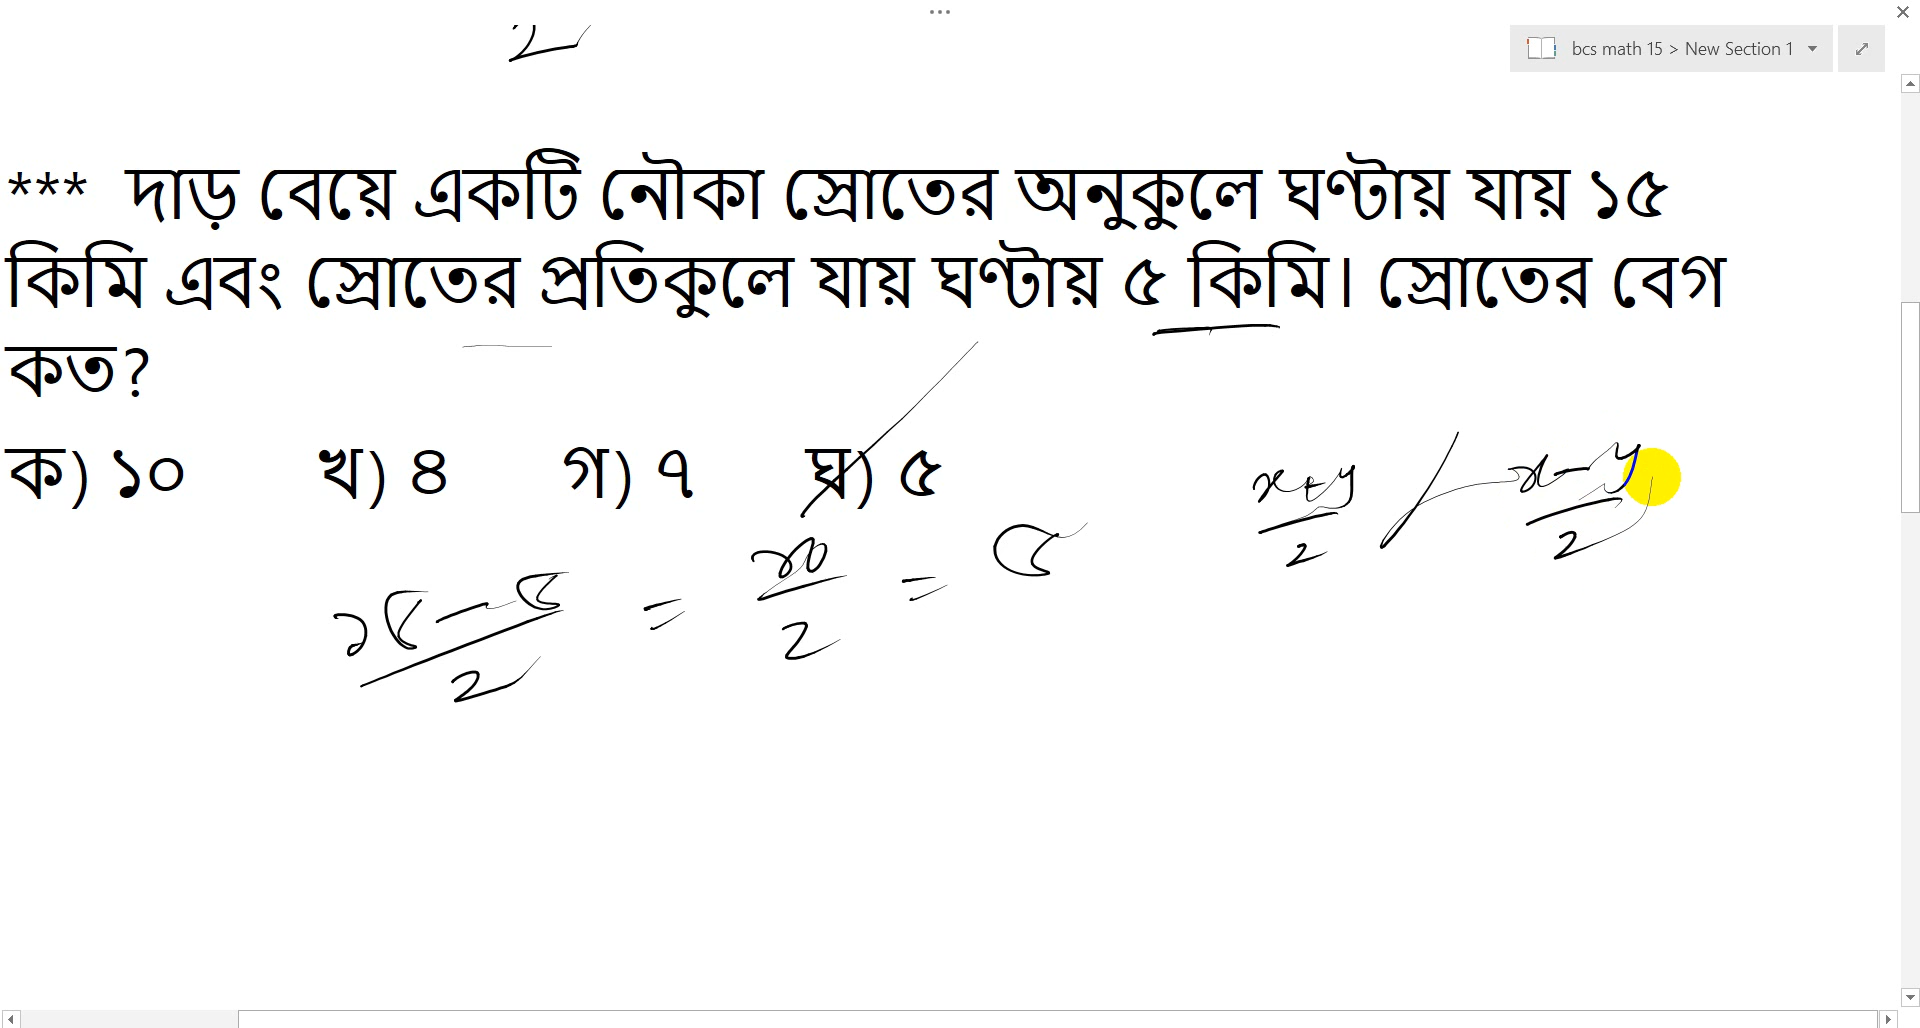 2
bcs math 15 > New Section 1
*** দাড় বেয়ে একটি নৌকা স্রোতের অনুকুলে ঘণ্টায় যায় ১৫
কিমি এবং স্রোতের প্রতিকুলে যায় ঘণ্টায় ৫ কিমি। স্রোতের বেগ
কত?
ক) ১০ খ) ৪ গ) ৭ ঘ) ৫
x+y / x-y
2 2
১৫-৫ = ১০ = ৫
2 2